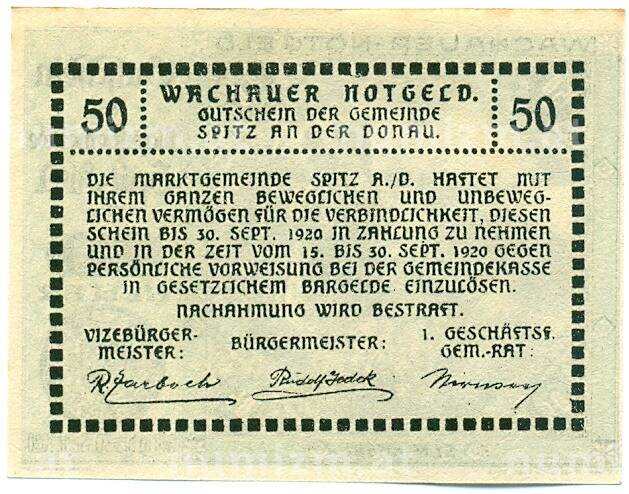 WACHAUER NOTGELD.
50
GUTSCHEIN DER GEMEINDE
50
SPITZ AN DER DONAU.
DIE MARKTGEMEINDE SPITZ A./D. HAFTET MIT
IHREM GANZEN BEWEGLICHEN UND UNBEWEG-
LICHEN VERMÖGEN FÜR DIE VERBINDLICHKEIT, DIESEN
SCHEIN BIS 30. SEPT. 1920 IN ZAHLUNG ZU NEHMEN
UND IN DER ZEIT VOM 15. BIS 30. SEPT. 1920 GEGEN
PERSÖNLICHE VORWEISUNG BEI DER GEMEINDEKASSE
IN GESETZLICHEM BARGELDE EINZULÖSEN.
NACHAHMUNG WIRD BESTRAFT.
VIZEBÜRGER-
MEISTER:
BÜRGERMEISTER:
1. GESCHÄFTSF.
GEM.-RAT: